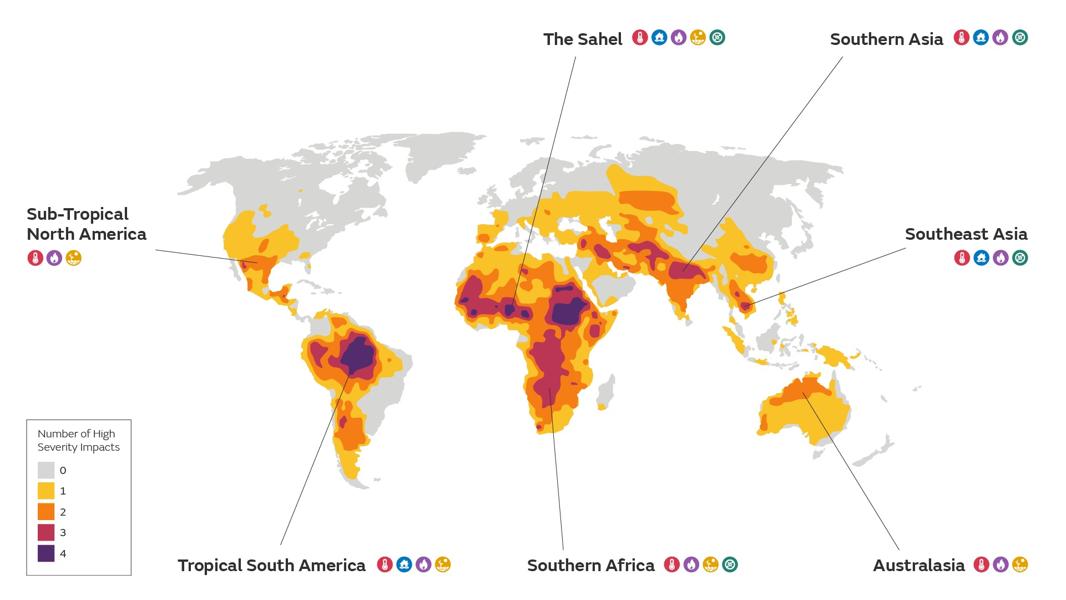 The Sahel
Southern Asia
Sub-Tropical
North America
Southeast Asia
Number of High
Severity Impacts
0
1
2
3
4
Tropical South America
Southern Africa
Australasia